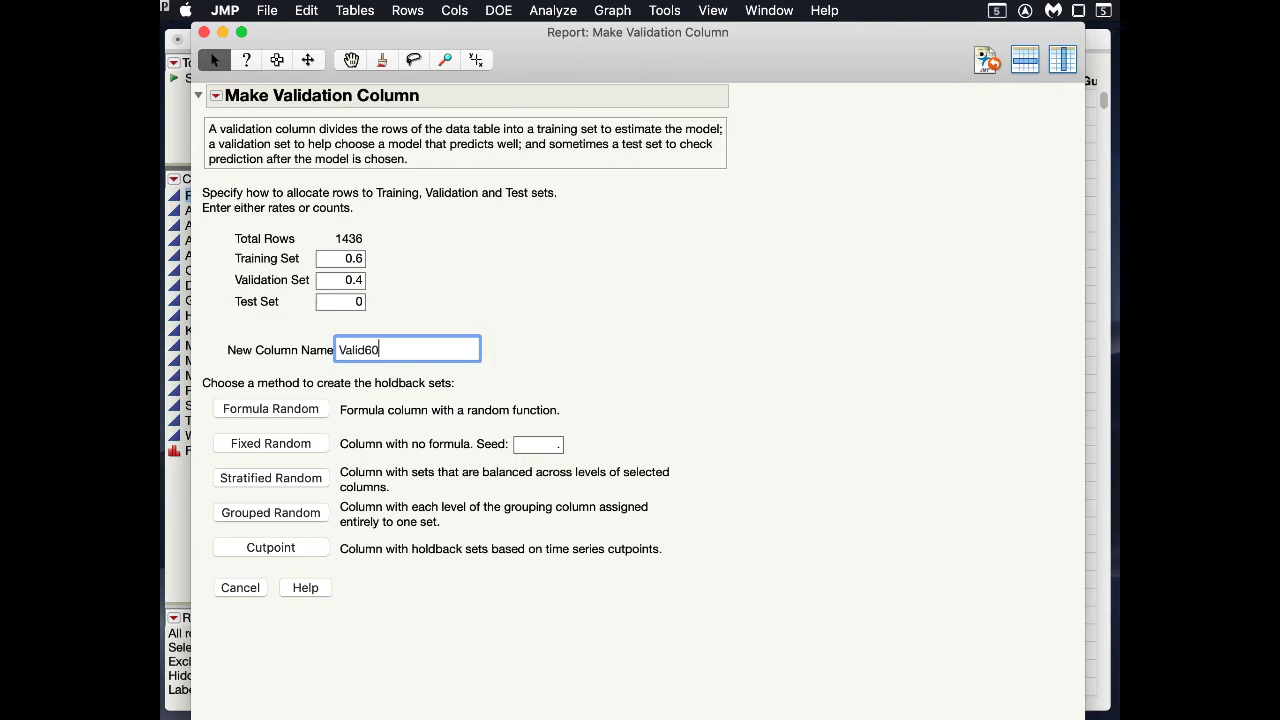 JMP File Edit Tables Rows Cols DOE Analyze Graph Tools View Window Help
Report: Make Validation Column
Make Validation Column
A validation column divides the rows of the data table into a training set to estimate the model;
a validation set to help choose a model that predicts well; and sometimes a test set to check
prediction after the model is chosen.
Specify how to allocate rows to Training, Validation and Test sets.
Enter either rates or counts.
Total Rows 1436
Training Set 0.6
Validation Set 0.4
Test Set 0
New Column Name Valid60
Choose a method to create the holdback sets:
Formula Random Formula column with a random function.
Fixed Random Column with no formula. Seed: .
Stratified Random Column with sets that are balanced across levels of selected
columns.
Grouped Random Column with each level of the grouping column assigned
entirely to one set.
Cutpoint Column with holdback sets based on time series cutpoints.
Cancel Help
All r
Sele
Excl
Hidd
Labe